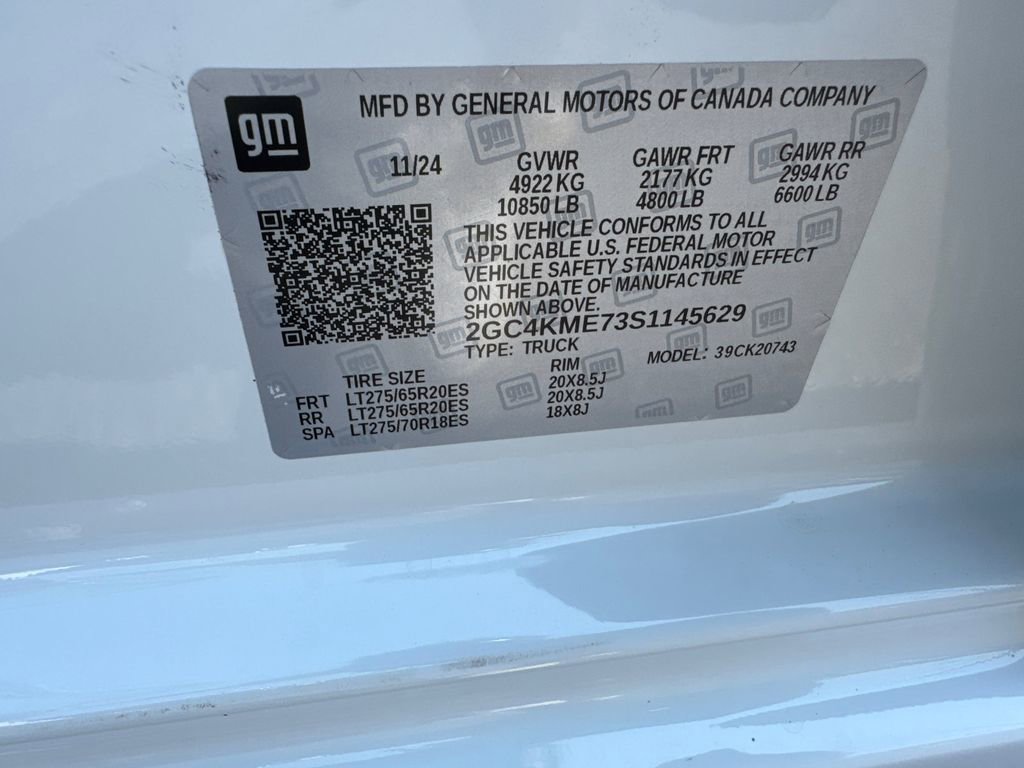 gm
MFD BY GENERAL MOTORS OF CANADA COMPANY
11/24 GVWR GAWR FRT GAWR RR
4922 KG 2177 KG 2994 KG
10850 LB 4800 LB 6600 LB
THIS VEHICLE CONFORMS TO ALL
APPLICABLE U.S. FEDERAL MOTOR
VEHICLE SAFETY STANDARDS IN EFFECT
ON THE DATE OF MANUFACTURE
SHOWN ABOVE.
2GC4KME73S1145629
TYPE: TRUCK MODEL: 39CK20743
TIRE SIZE RIM
FRT LT275/65R20ES 20X8.5J
RR LT275/65R20ES 20X8.5J
SPA LT275/70R18ES 18X8J